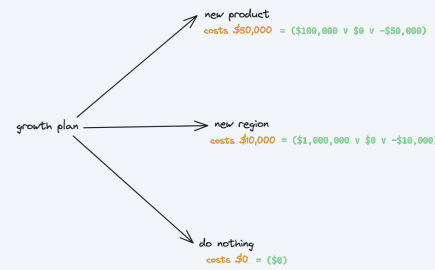 new product
costs $50,000 = ($100,000 v $0 v -$50,000)
growth plan
new region
costs $10,000 = ($1,000,000 v $0 v -$10,000)
do nothing
costs $0 = ($0)